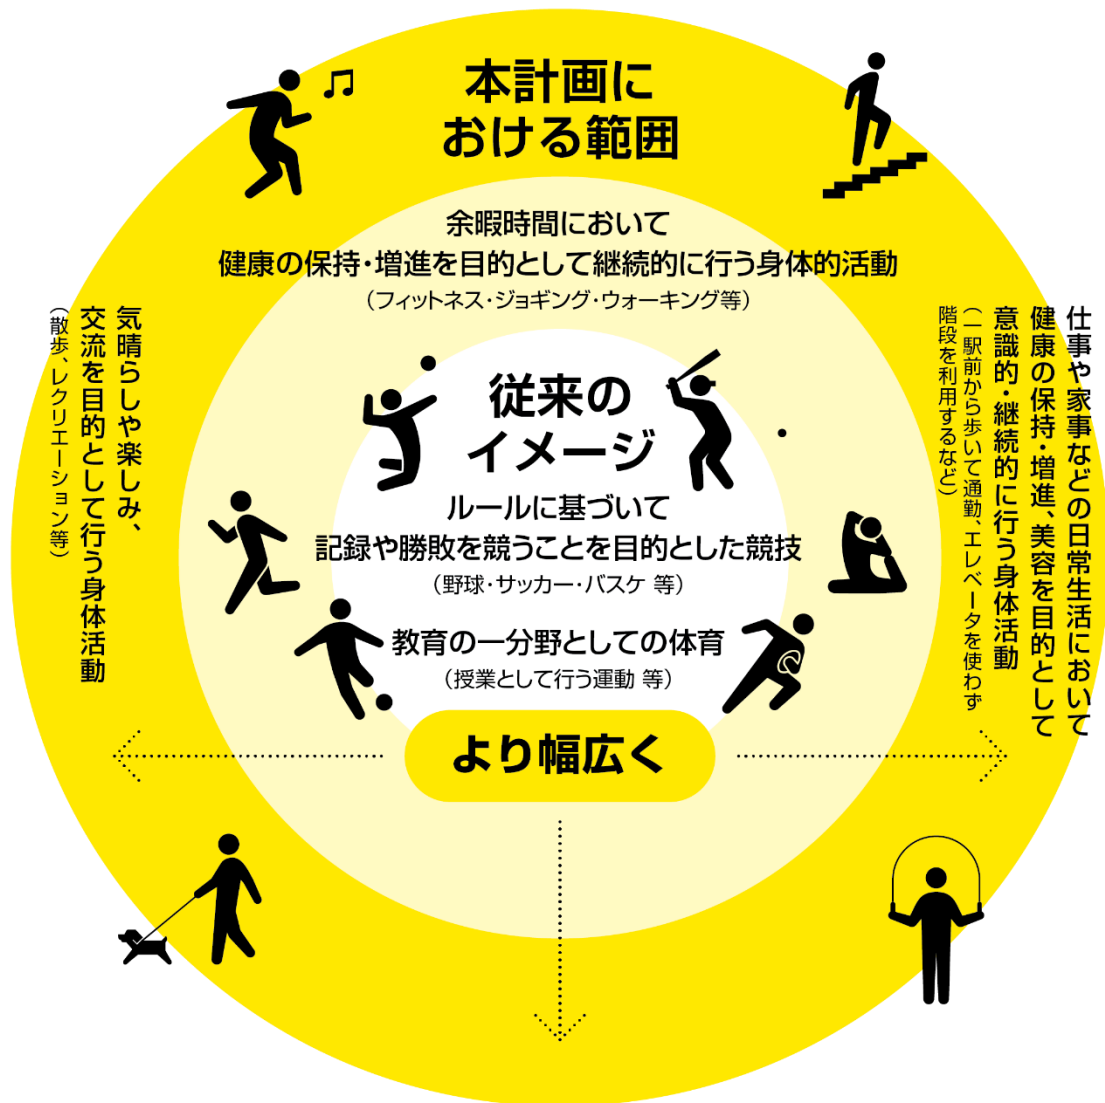 本計画に
おける範囲
余暇時間において
健康の保持・増進を目的として継続的に行う身体的活動
（フィットネス・ジョギング・ウォーキング等）
従来の
イメージ
ルールに基づいて
記録や勝敗を競うことを目的とした競技
（野球・サッカー・バスケ 等）
教育の一分野としての体育
（授業として行う運動 等）
より幅広く
仕事や家事などの日常生活において
健康の保持・増進、美容を目的として
意識的・継続的に行う身体活動
（一駅前から歩いて通勤、エレベータを使わず
階段を利用するなど）
気晴らしや楽しみ、
交流を目的として行う身体活動
（散歩、レクリエーション等）